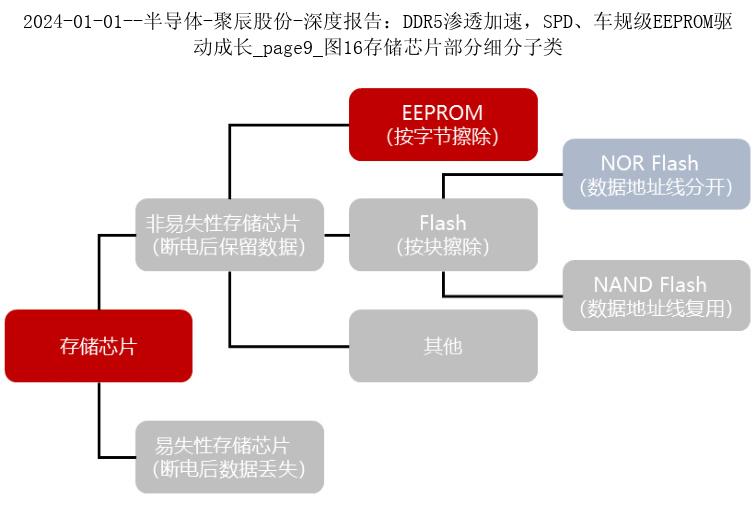 2024-01-01--半导体-聚辰股份-深度报告：DDR5渗透加速，SPD、车规级EEPROM驱
动成长_page9_图16存储芯片部分细分子类
EEPROM
（按字节擦除）
NOR Flash
（数据地址线分开）
非易失性存储芯片
（断电后保留数据）
Flash
（按块擦除）
NAND Flash
（数据地址线复用）
存储芯片
其他
易失性存储芯片
（断电后数据丢失）